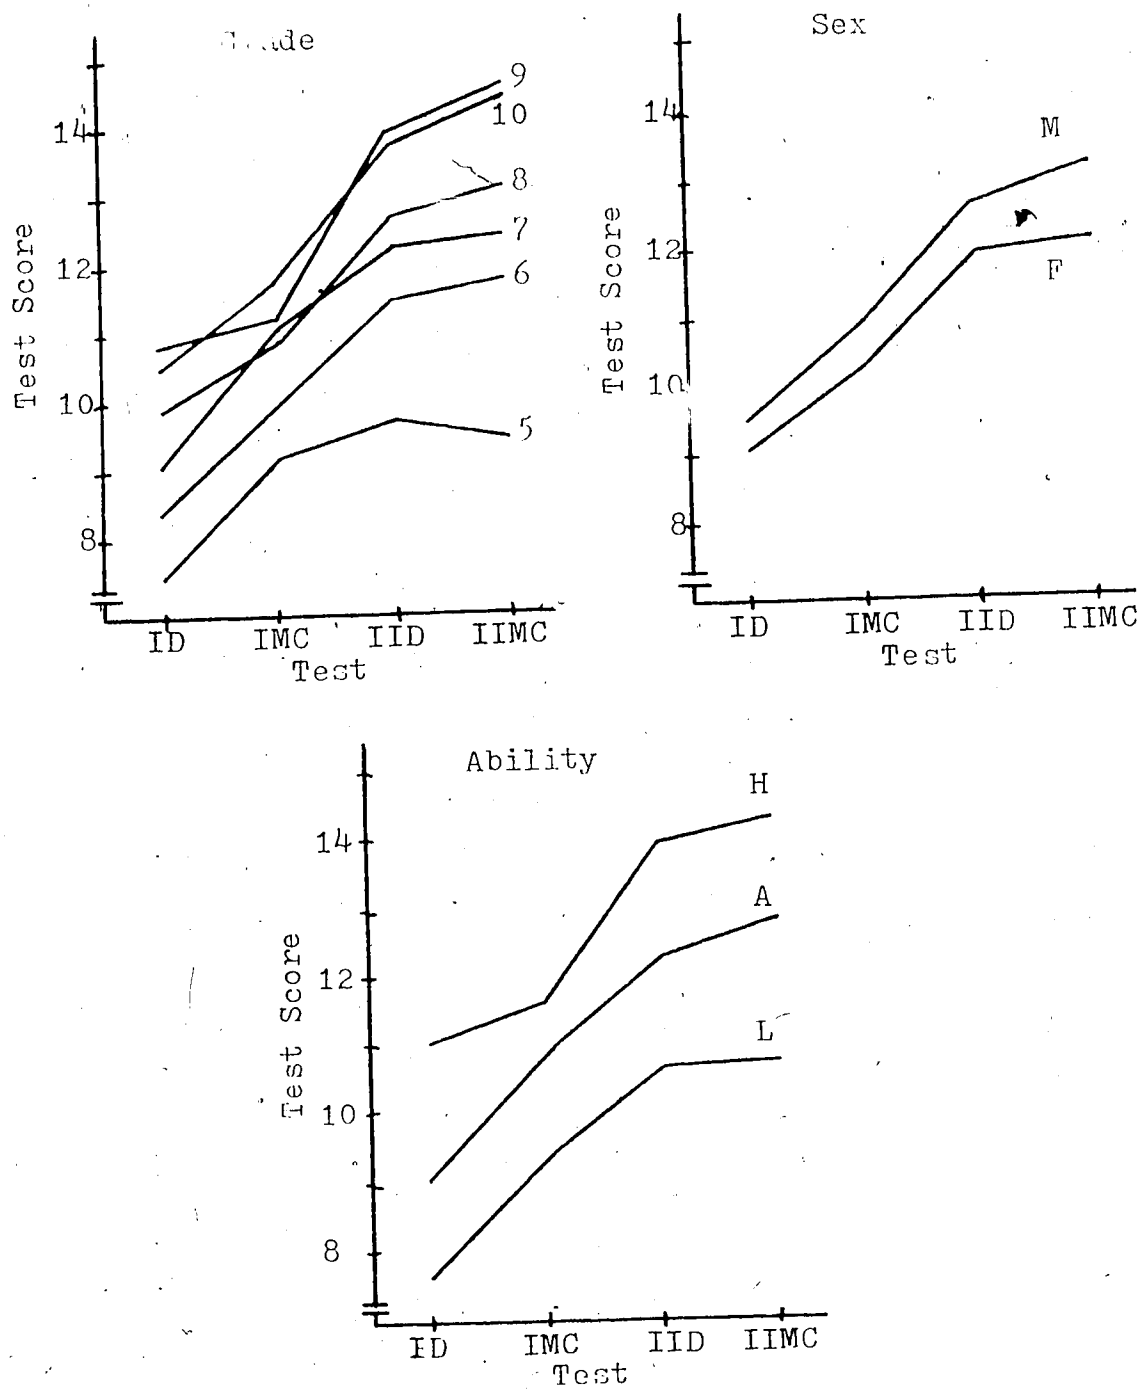 Sex
9
10
14
8
7
12
6
Test Score
10
5
8
ID IMC IID IIMC
Test
14
M
12
F
Test Score
10
8
ID IMC IID IIMC
Test
Ability
H
14
A
12
L
Test Score
10
8
ID IMC IID IIMC
Test